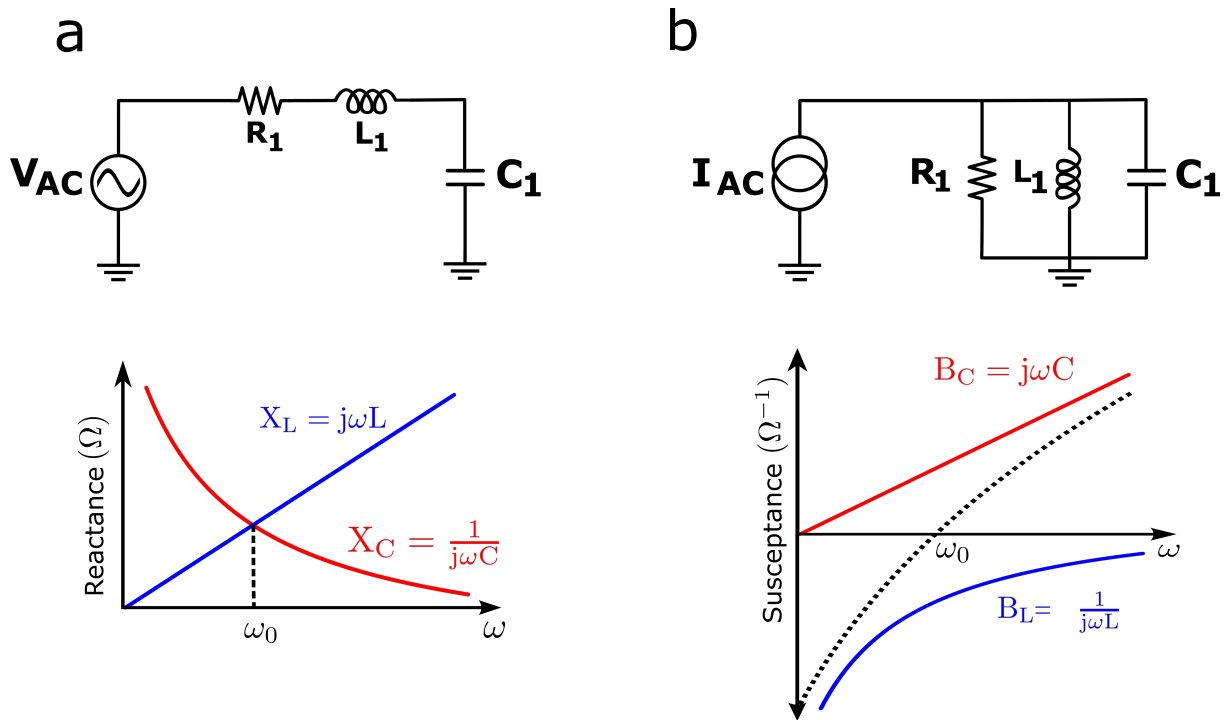 a
R1
L1
VAC
C1
Reactance (Ω)
XL = jωL
XC = 1/jωC
ω0
ω
b
IAC
R1
L1
C1
Susceptance (Ω−1)
BC = jωC
ω0
ω
BL= 1/jωL